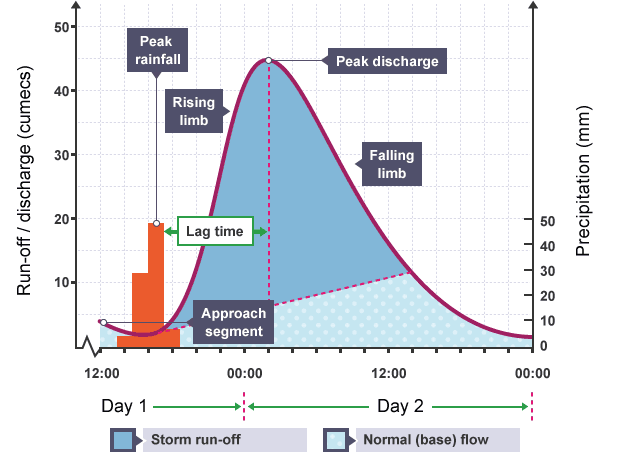 50
40
30
20
10
Run-off / discharge (cumecs)
Peak
rainfall
Rising
limb
Peak discharge
Falling
limb
Lag time
Approach
segment
Precipitation (mm)
50
40
30
20
10
0
12:00
00:00
12:00
00:00
Day 1
Day 2
Storm run-off
Normal (base) flow